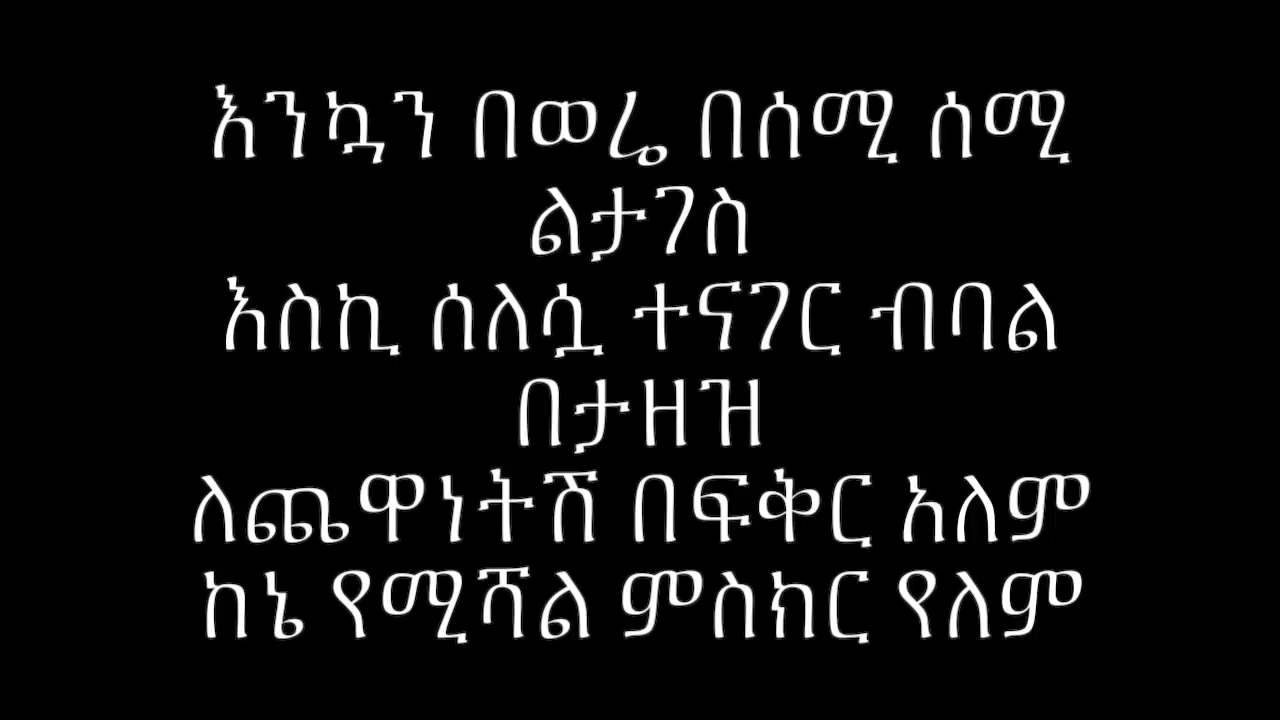 እንኳን በወሬ በሰሚ ሰሚ
ልታገስ
እስኪ ሰለሷ ተናገር ብባል
በታዘዝ
ለጨዋነትሽ በፍቅር አለም
ከኔ የሚሻል ምስክር የለም